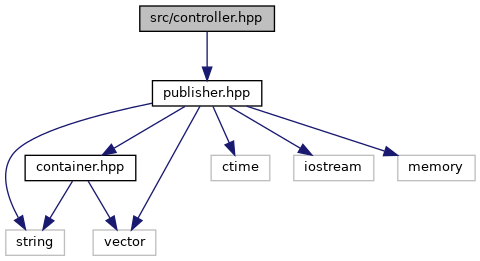 src/controller.hpp
publisher.hpp
container.hpp
ctime
iostream
memory
string
vector